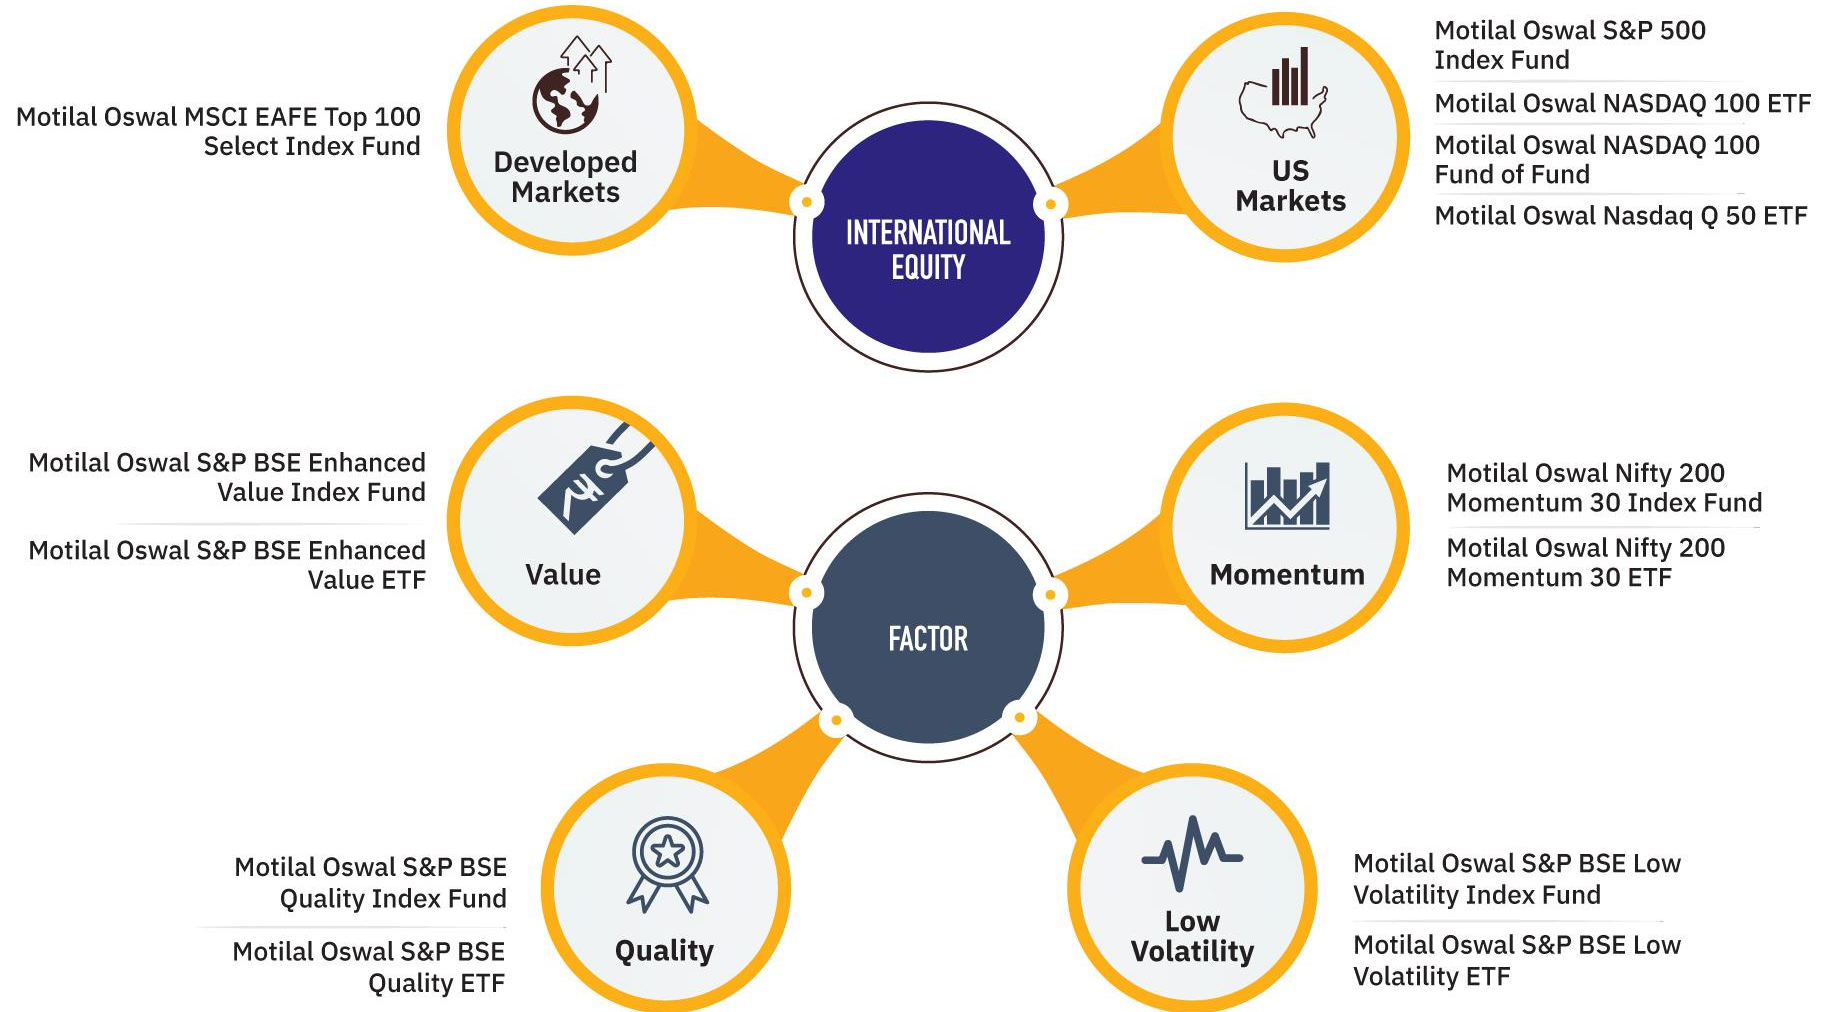 Motilal Oswal MSCI EAFE Top 100
Select Index Fund
Developed
Markets
INTERNATIONAL
EQUITY
US
Markets
Motilal Oswal S&P 500
Index Fund
Motilal Oswal NASDAQ 100 ETF
Motilal Oswal NASDAQ 100
Fund of Fund
Motilal Oswal Nasdaq Q 50 ETF
Motilal Oswal S&P BSE Enhanced
Value Index Fund
Motilal Oswal S&P BSE Enhanced
Value ETF
Value
FACTOR
Momentum
Motilal Oswal Nifty 200
Momentum 30 Index Fund
Motilal Oswal Nifty 200
Momentum 30 ETF
Motilal Oswal S&P BSE
Quality Index Fund
Motilal Oswal S&P BSE
Quality ETF
Quality
Low
Volatility
Motilal Oswal S&P BSE Low
Volatility Index Fund
Motilal Oswal S&P BSE Low
Volatility ETF